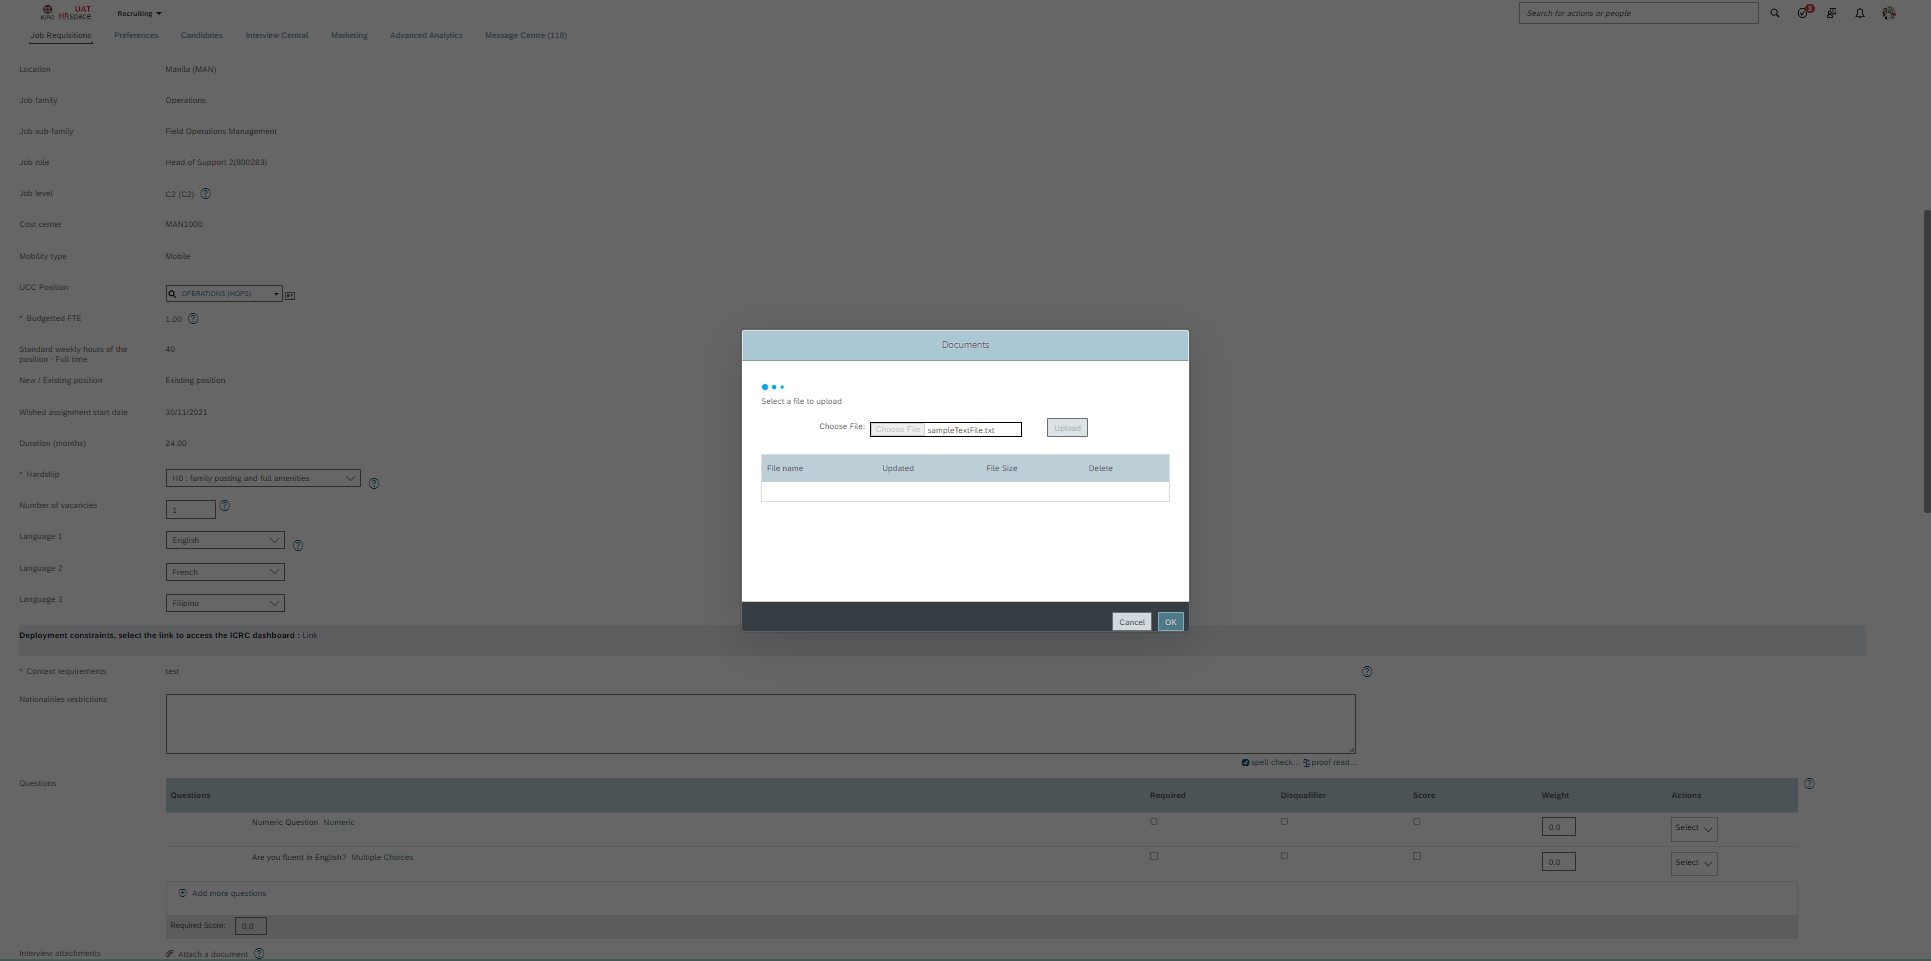 ICRC UAT HRspace
Recruiting
Search for actions or people
3
Job Requisitions Preferences Candidates Interview Central Marketing Advanced Analytics Message Centre (118)
Location Manila (MAN)
Job family Operations
Job sub-family Field Operations Management
Job role Head of Support 2(800283)
Job level C2 (C2) ?
Cost center MAN1000
Mobility type Mobile
UCC Position OPERATIONS (HOPS)
* Budgetted FTE 1.00 ?
Standard weekly hours of the
position - Full time 40
New / Existing position Existing position
Wished assignment start date 30/11/2021
Duration (months) 24.00
* Hardship H0 : family posting and full amenities ?
Number of vacancies 1 ?
Language 1 English ?
Language 2 French
Language 3 Filipino
Deployment constraints, select the link to access the ICRC dashboard : Link
* Context requirements test ?
Nationalities restrictions
spell check... proof read...
Questions ?
Questions Required Disqualifier Score Weight Actions
Numeric Question Numeric 0.0 Select
Are you fluent in English? Multiple Choices 0.0 Select
Add more questions
Required Score: 0.0
Interview attachments Attach a document ?
Documents
Select a file to upload
Choose File: Choose File sampleTextFile.txt Upload
File name Updated File Size Delete
Cancel OK